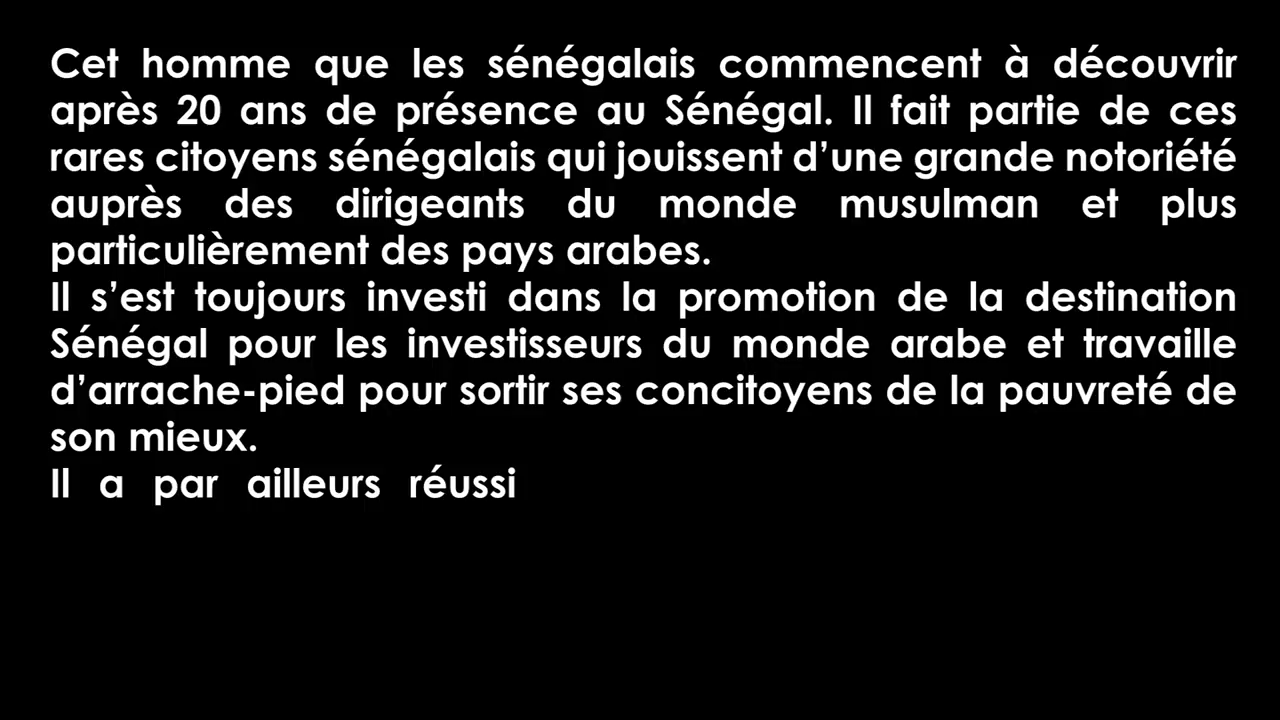 Cet homme que les sénégalais commencent à découvrir
après 20 ans de présence au Sénégal. Il fait partie de ces
rares citoyens sénégalais qui jouissent d’une grande notoriété
auprès des dirigeants du monde musulman et plus
particulièrement des pays arabes.
Il s’est toujours investi dans la promotion de la destination
Sénégal pour les investisseurs du monde arabe et travaille
d’arrache-pied pour sortir ses concitoyens de la pauvreté de
son mieux.
Il a par ailleurs réussi